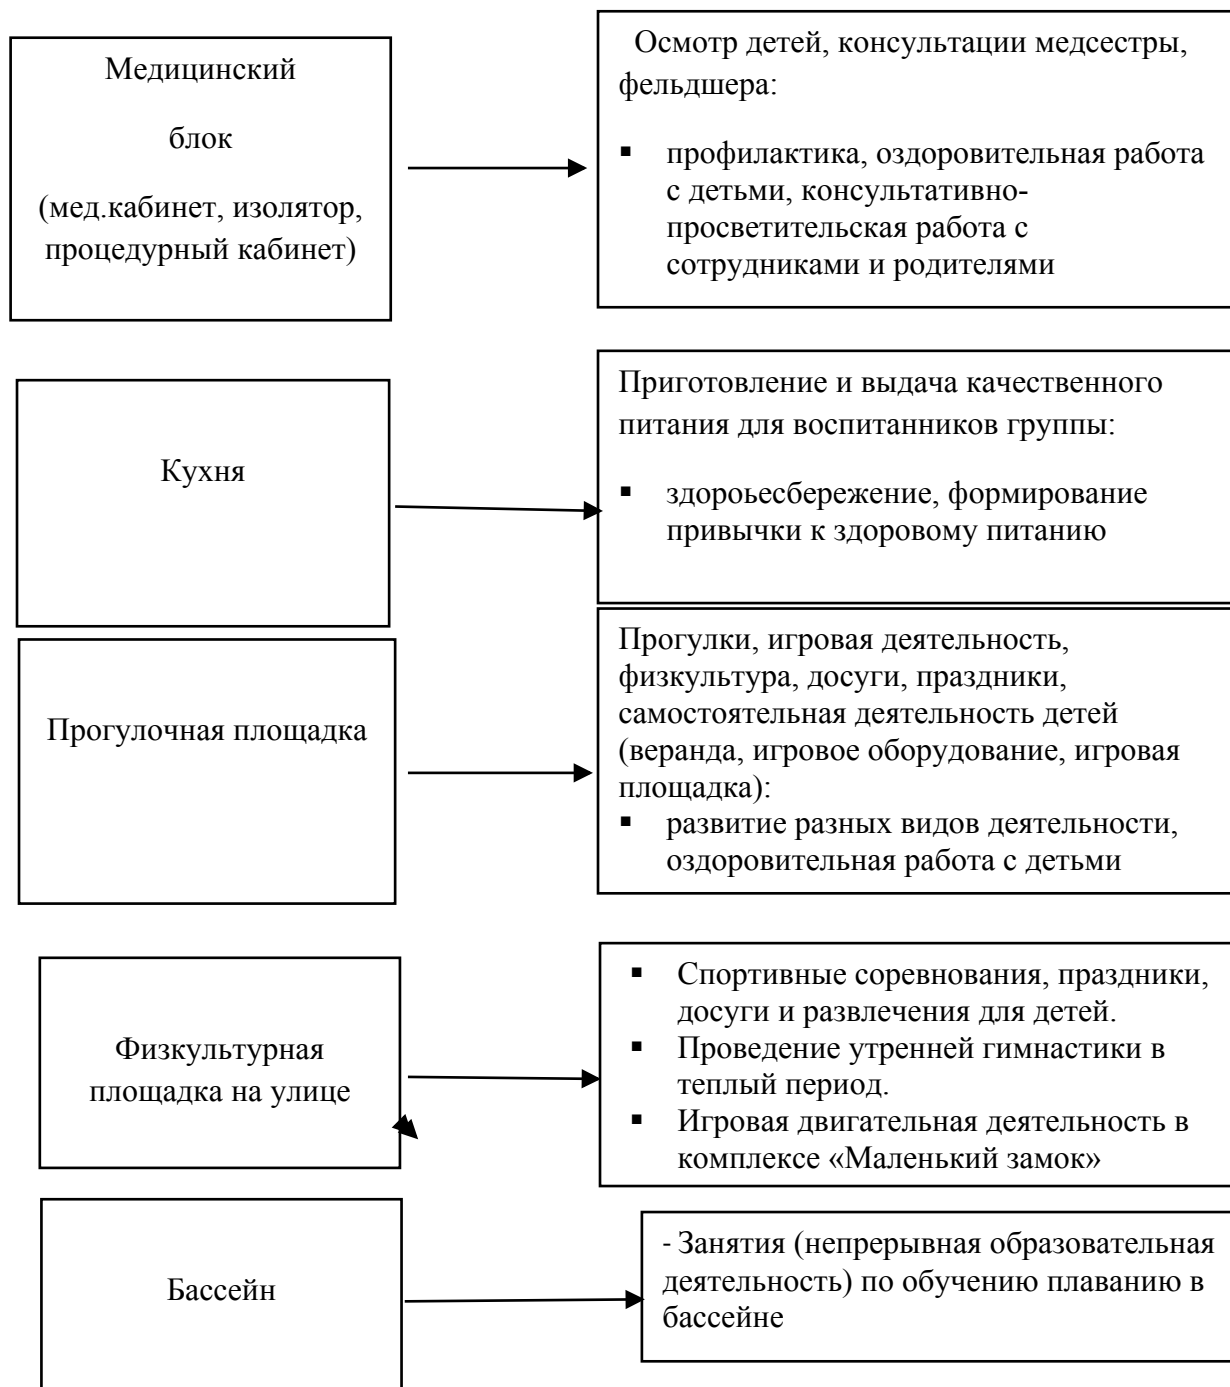 Медицинский
блок
(мед.кабинет, изолятор,
процедурный кабинет)
Осмотр детей, консультации медсестры,
фельдшера:
▪ профилактика, оздоровительная работа
с детьми, консультативно-
просветительская работа с
сотрудниками и родителями
Кухня
Приготовление и выдача качественного
питания для воспитанников группы:
▪ здороьесбережение, формирование
привычки к здоровому питанию
Прогулочная площадка
Прогулки, игровая деятельность,
физкультура, досуги, праздники,
самостоятельная деятельность детей
(веранда, игровое оборудование, игровая
площадка):
▪ развитие разных видов деятельности,
оздоровительная работа с детьми
Физкультурная
площадка на улице
▪ Спортивные соревнования, праздники,
досуги и развлечения для детей.
▪ Проведение утренней гимнастики в
теплый период.
▪ Игровая двигательная деятельность в
комплексе «Маленький замок»
Бассейн
- Занятия (непрерывная образовательная
деятельность) по обучению плаванию в
бассейне